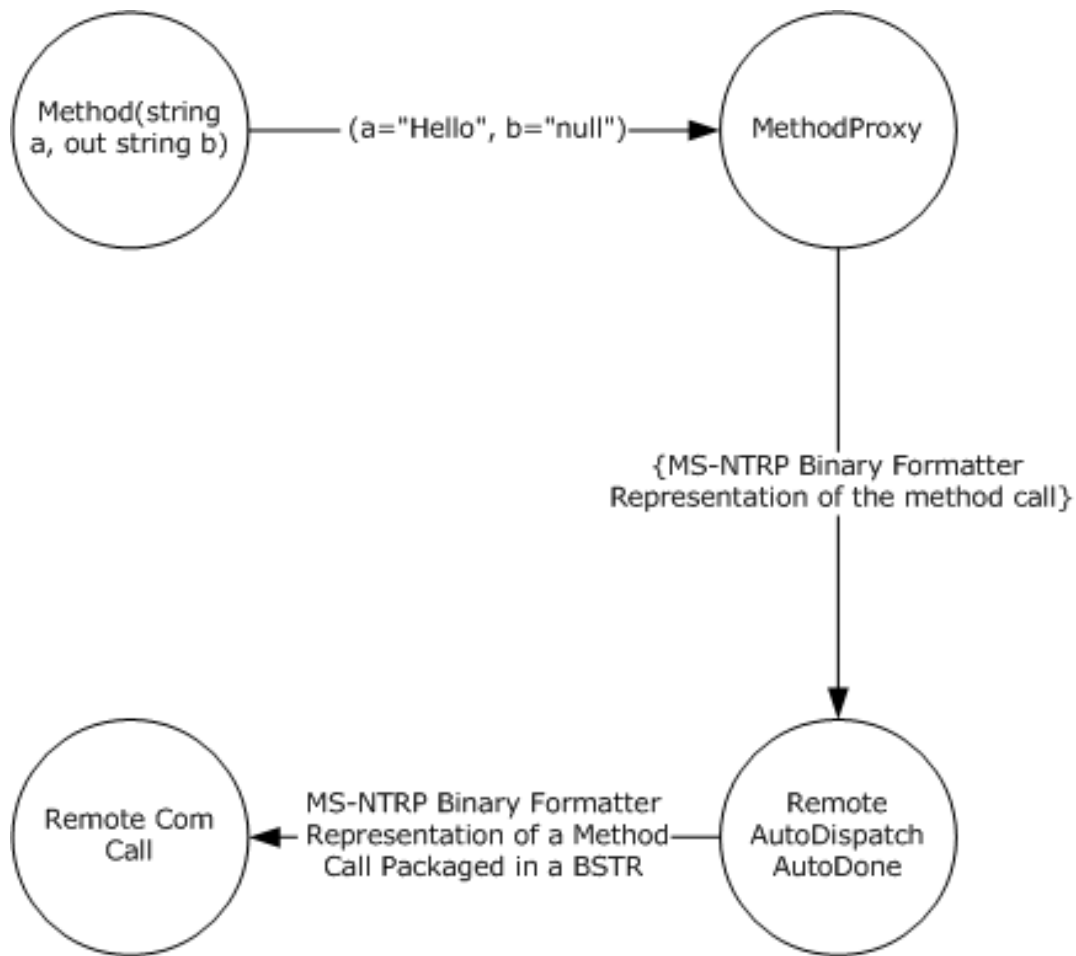 Method(string
a, out string b)
(a="Hello", b="null")
MethodProxy
{MS-NTRP Binary Formatter
Representation of the method call}
Remote
AutoDispatch
AutoDone
MS-NTRP Binary Formatter
Representation of a Method
Call Packaged in a BSTR
Remote Com
Call